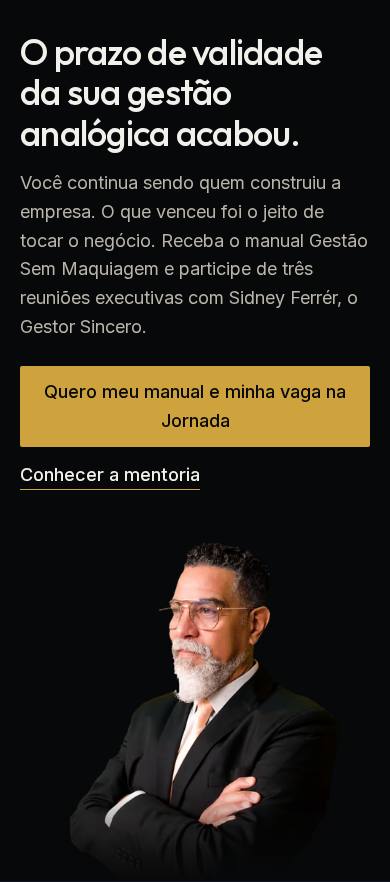 O prazo de validade
da sua gestão
analógica acabou.
Você continua sendo quem construiu a
empresa. O que venceu foi o jeito de
tocar o negócio. Receba o manual Gestão
Sem Maquiagem e participe de três
reuniões executivas com Sidney Ferrér, o
Gestor Sincero.
Quero meu manual e minha vaga na
Jornada
Conhecer a mentoria